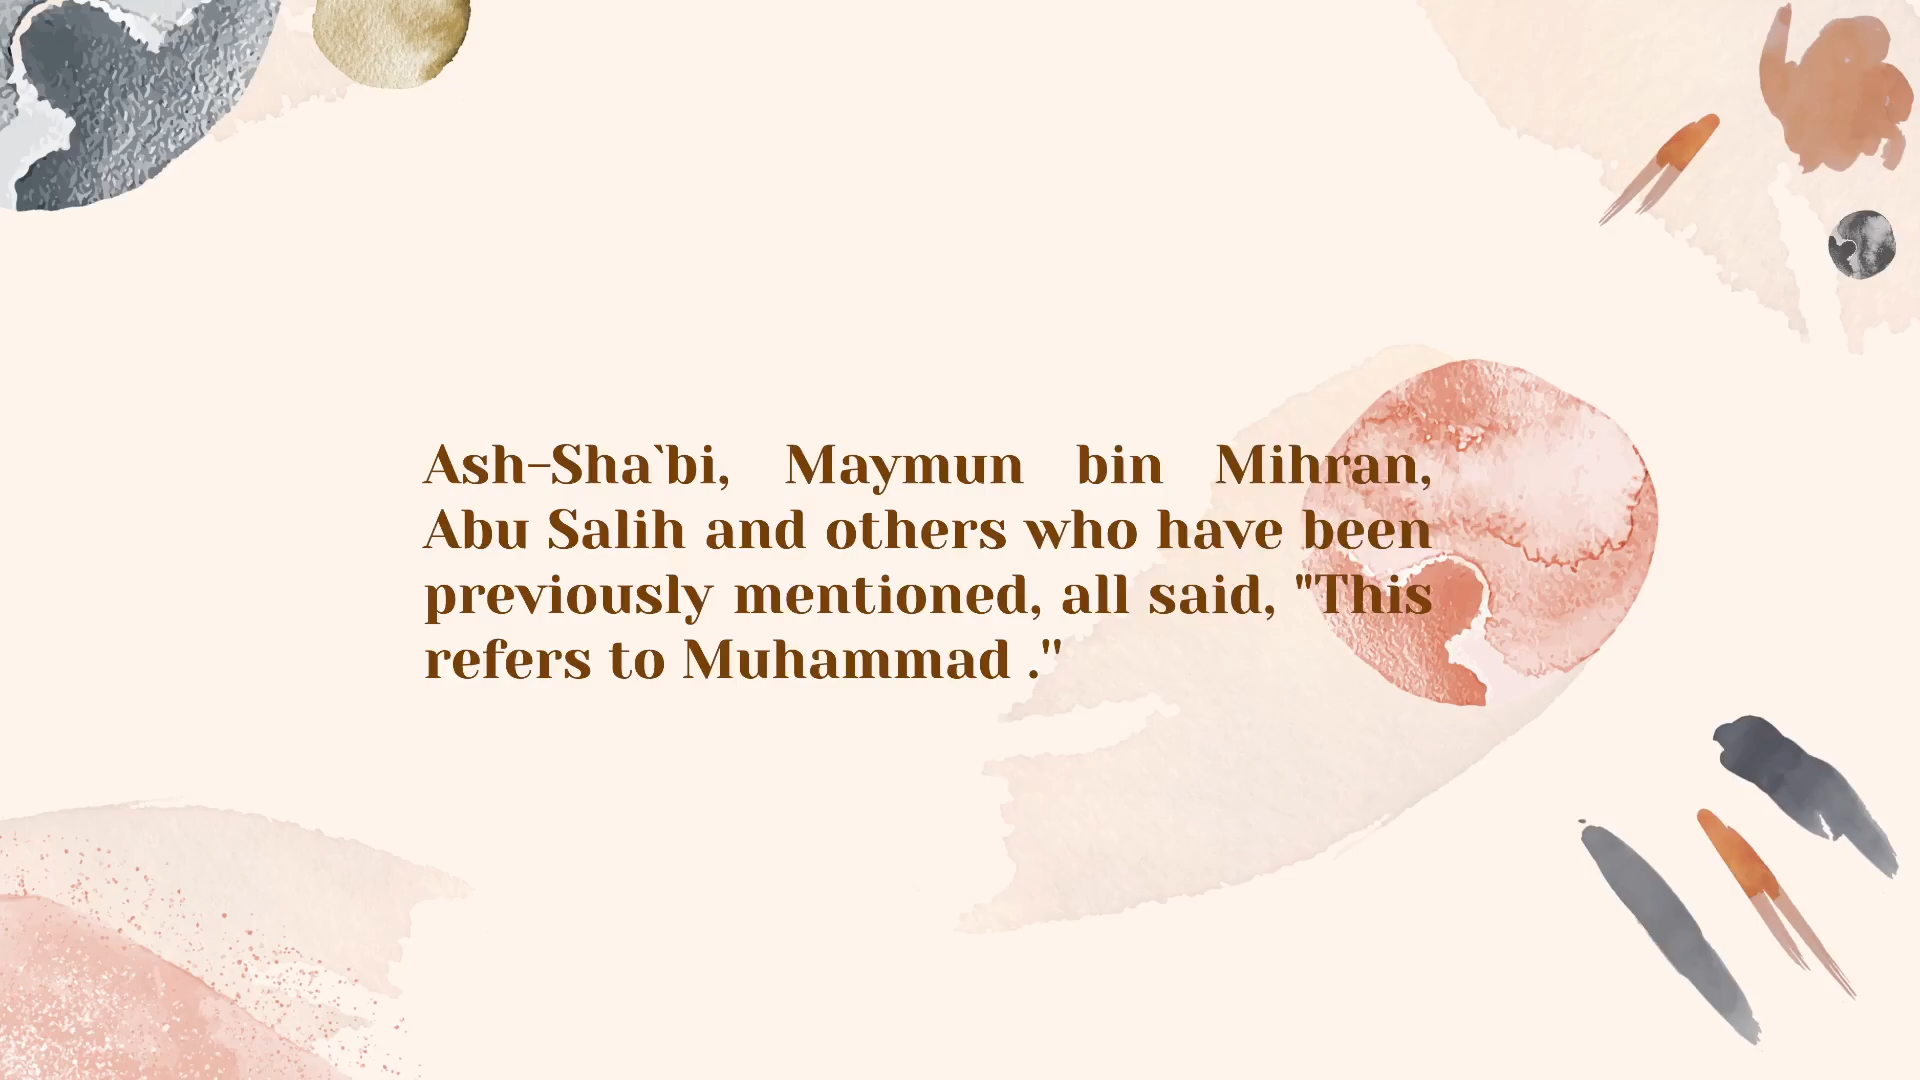 Ash-Sha`bi, Maymun bin Mihran,
Abu Salih and others who have been
previously mentioned, all said, "This
refers to Muhammad ."